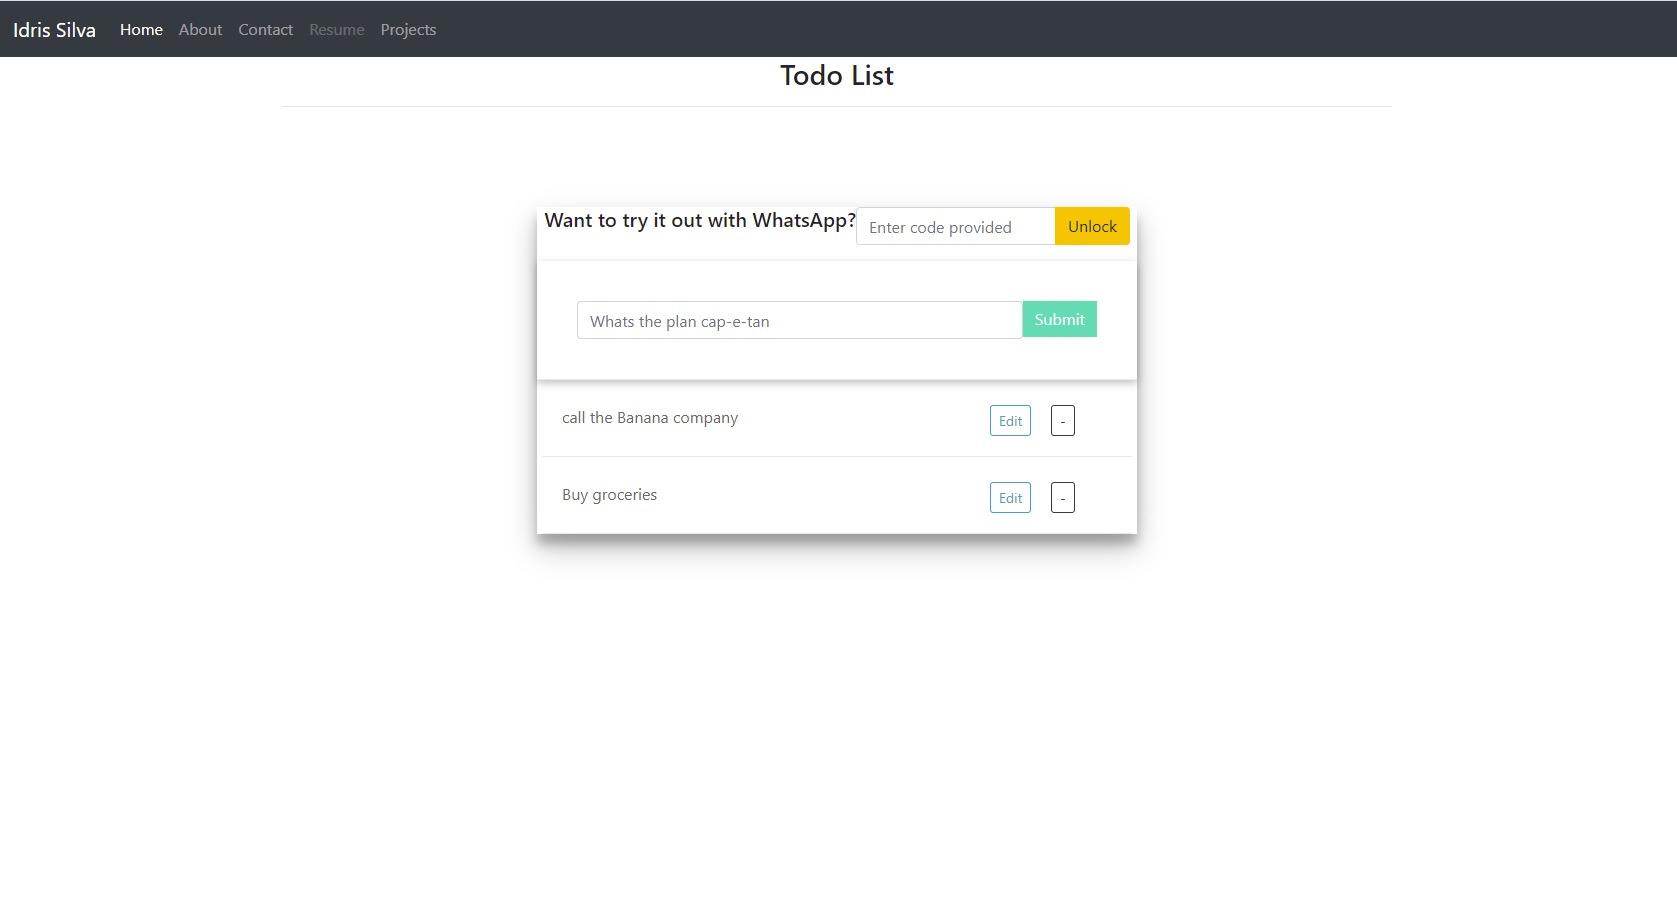 Idris Silva Home About Contact Resume Projects
Todo List
Want to try it out with WhatsApp? Enter code provided Unlock
Whats the plan cap-e-tan Submit
call the Banana company Edit -
Buy groceries Edit -